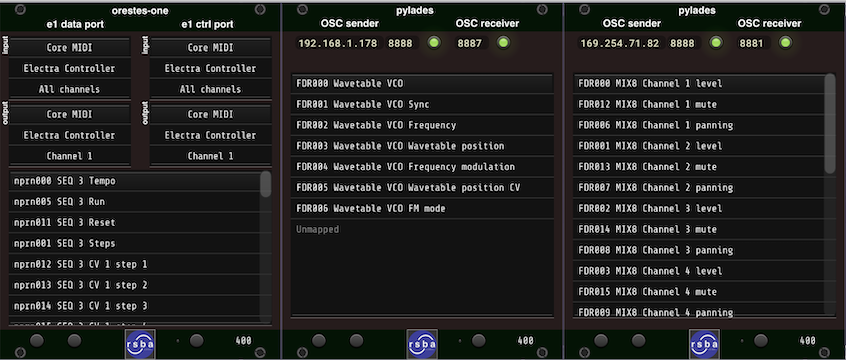 orestes-one
e1 data port
e1 ctrl port
input
Core MIDI
Electra Controller
All channels
input
Core MIDI
Electra Controller
All channels
output
Core MIDI
Electra Controller
Channel 1
output
Core MIDI
Electra Controller
Channel 1
nprn000 SEQ 3 Tempo
nprn005 SEQ 3 Run
nprn011 SEQ 3 Reset
nprn001 SEQ 3 Steps
nprn012 SEQ 3 CV 1 step 1
nprn013 SEQ 3 CV 1 step 2
nprn014 SEQ 3 CV 1 step 3
nprn015 SEQ 3 CV 1 step 4
rsba
400
pylades
OSC sender
OSC receiver
192.168.1.178 8888
8887
FDR000 Wavetable VCO
FDR001 Wavetable VCO Sync
FDR002 Wavetable VCO Frequency
FDR003 Wavetable VCO Wavetable position
FDR004 Wavetable VCO Frequency modulation
FDR005 Wavetable VCO Wavetable position CV
FDR006 Wavetable VCO FM mode
Unmapped
rsba
400
pylades
OSC sender
OSC receiver
169.254.71.82 8888
8881
FDR000 MIX8 Channel 1 level
FDR012 MIX8 Channel 1 mute
FDR006 MIX8 Channel 1 panning
FDR001 MIX8 Channel 2 level
FDR013 MIX8 Channel 2 mute
FDR007 MIX8 Channel 2 panning
FDR002 MIX8 Channel 3 level
FDR014 MIX8 Channel 3 mute
FDR008 MIX8 Channel 3 panning
FDR003 MIX8 Channel 4 level
FDR015 MIX8 Channel 4 mute
FDR009 MIX8 Channel 4 panning
rsba
400